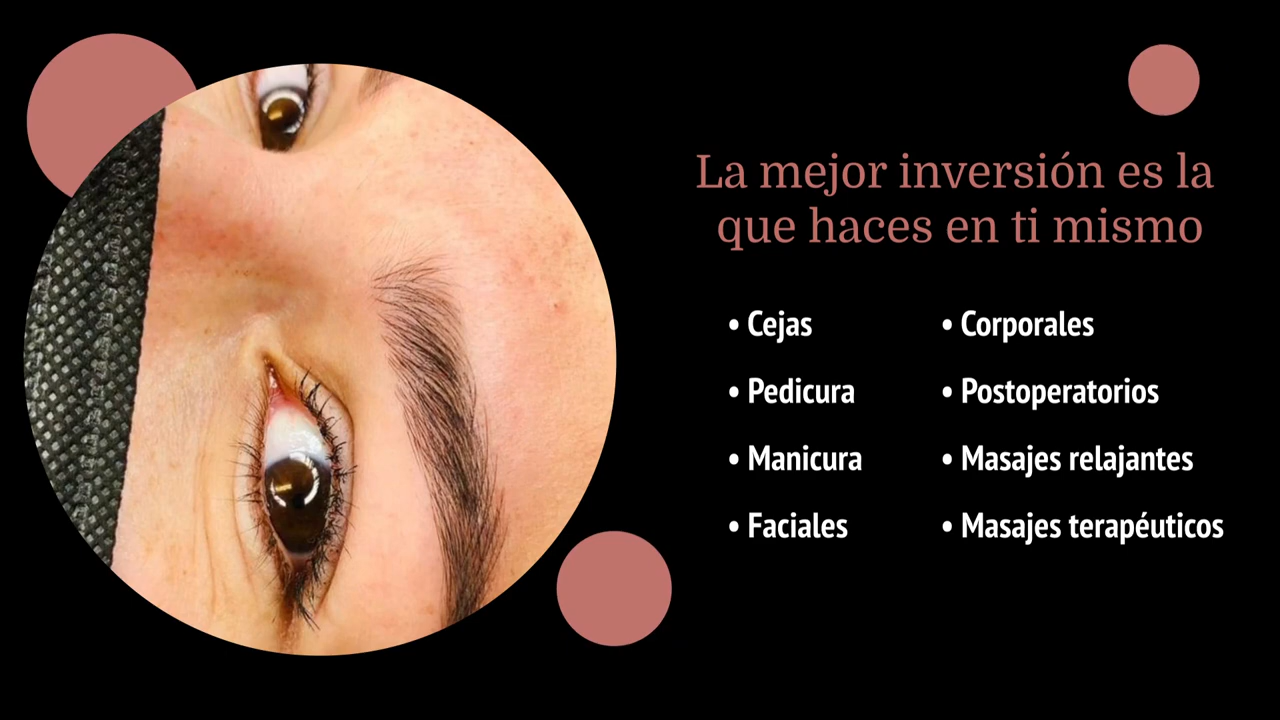 La mejor inversión es la
que haces en ti mismo
• Cejas
• Pedicura
• Manicura
• Faciales
• Corporales
• Postoperatorios
• Masajes relajantes
• Masajes terapéuticos